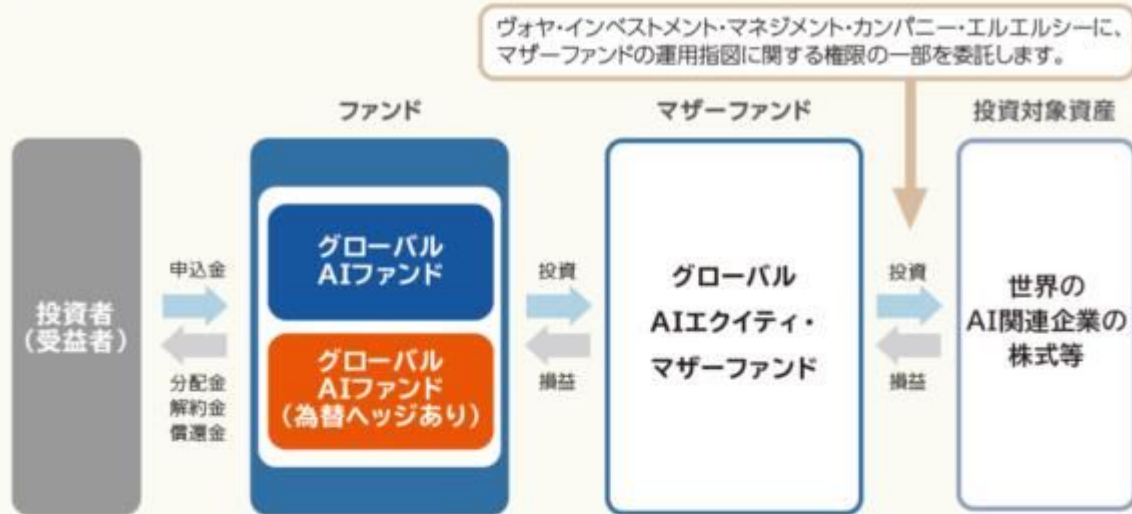 ヴォヤ・インベストメント・マネジメント・カンパニー・エルエルシーに、
マザーファンドの運用指図に関する権限の一部を委託します。
ファンド
マザーファンド
投資対象資産
投資者
(受益者)
申込金
分配金
解約金
償還金
グローバル
AIファンド
グローバル
AIファンド
(為替ヘッジあり)
投資
損益
グローバル
AIエクイティ・
マザーファンド
投資
損益
世界の
AI関連企業の
株式等